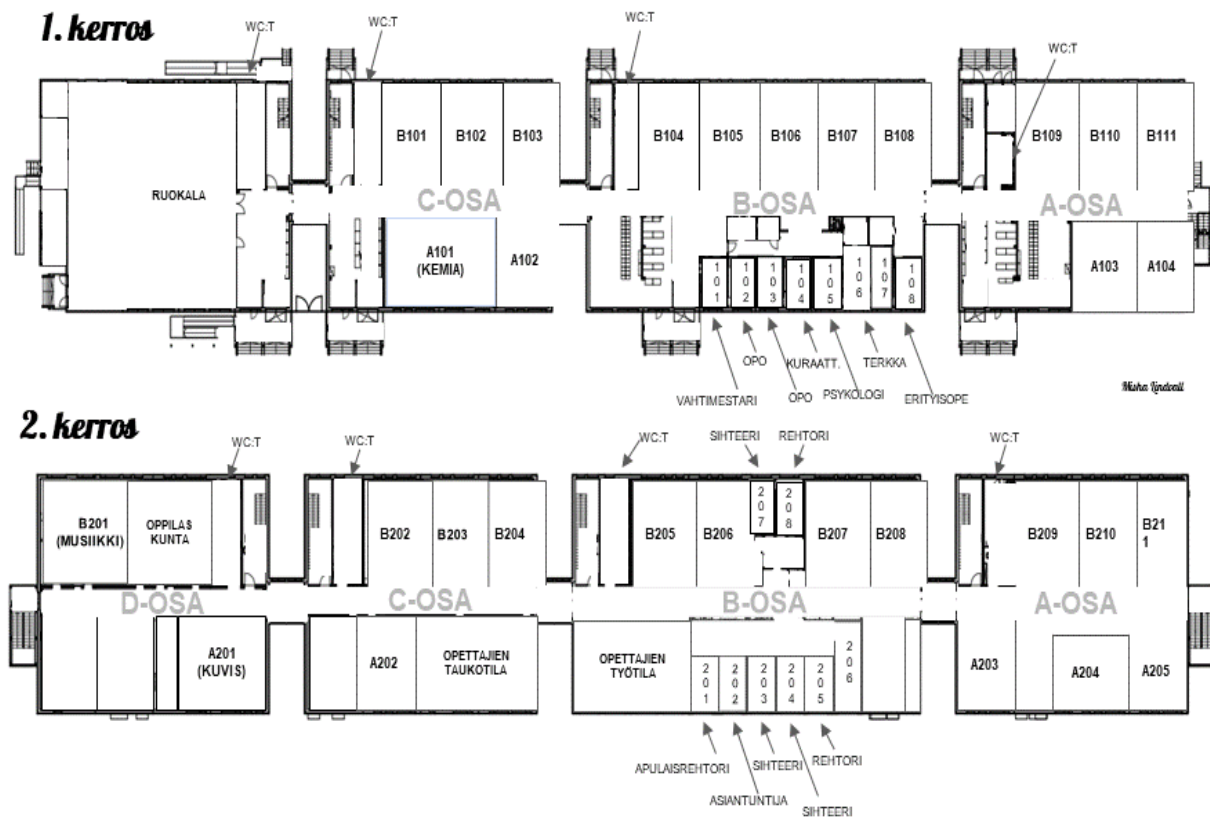 1. kerros
WC:T
WC:T
WC:T
WC:T
B101
B102
B103
B104
B105
B106
B107
B108
B109
B110
B111
RUOKALA
C-OSA
B-OSA
A-OSA
A101
(KEMIA)
A102
101
102
103
104
105
106
107
108
A103
A104
OPO
KURAATT.
TERKKA
VAHTIMESTARI
OPO
PSYKOLOGI
ERITYISOPE
Misha Lindvall
2. kerros
WC:T
WC:T
WC:T
SIHTEERI
REHTORI
WC:T
B201
(MUSIIKKI)
OPPILAS
KUNTA
B202
B203
B204
B205
B206
207
208
B207
B208
B209
B210
B21
1
D-OSA
C-OSA
B-OSA
A-OSA
A201
(KUVIS)
A202
OPETTAJIEN
TAUKOTILA
OPETTAJIEN
TYÖTILA
201
202
203
204
205
206
A203
A204
A205
APULAISREHTORI
SIHTEERI
REHTORI
ASIANTUNTIJA
SIHTEERI